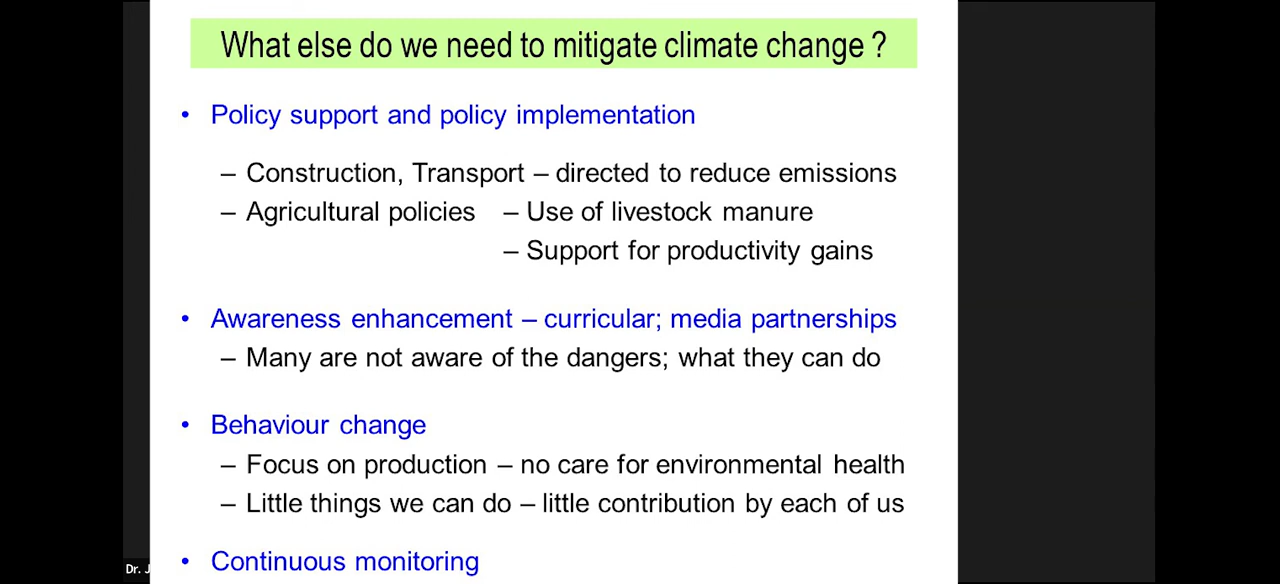 What else do we need to mitigate climate change ?
• Policy support and policy implementation
– Construction, Transport – directed to reduce emissions
– Agricultural policies – Use of livestock manure
– Support for productivity gains
• Awareness enhancement – curricular; media partnerships
– Many are not aware of the dangers; what they can do
• Behaviour change
– Focus on production – no care for environmental health
– Little things we can do – little contribution by each of us
• Continuous monitoring
Dr. J